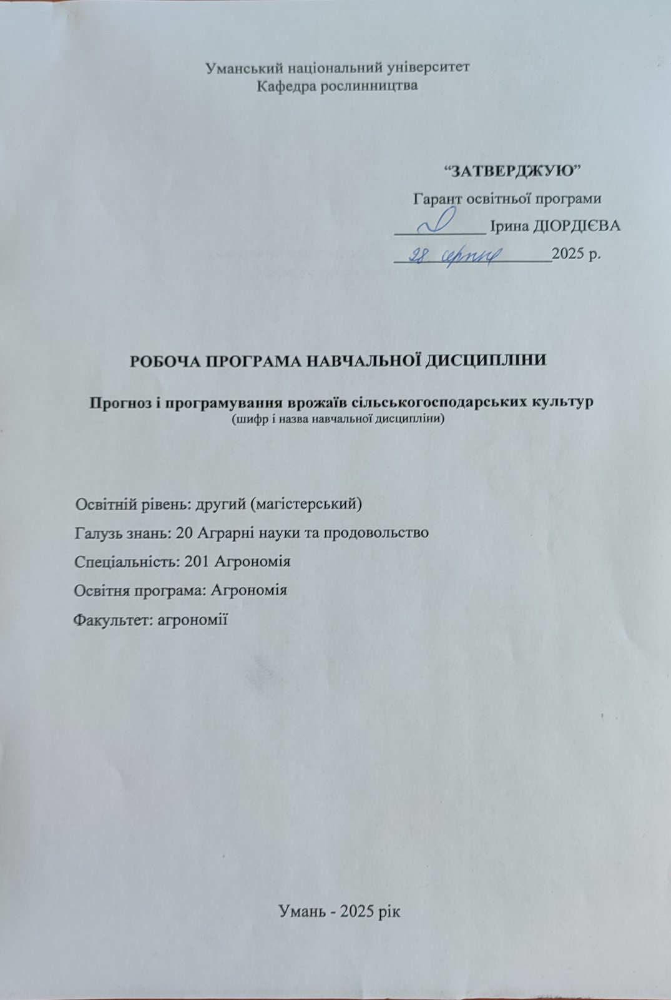 Уманський національний університет
Кафедра рослинництва
“ЗАТВЕРДЖУЮ”
Гарант освітньої програми
Ірина ДІОРДІЄВА
28 серпня 2025 р.
РОБОЧА ПРОГРАМА НАВЧАЛЬНОЇ ДИСЦИПЛІНИ
Прогноз і програмування врожаїв сільськогосподарських культур
(шифр і назва навчальної дисципліни)
Освітній рівень: другий (магістерський)
Галузь знань: 20 Аграрні науки та продовольство
Спеціальність: 201 Агрономія
Освітня програма: Агрономія
Факультет: агрономії
Умань - 2025 рік